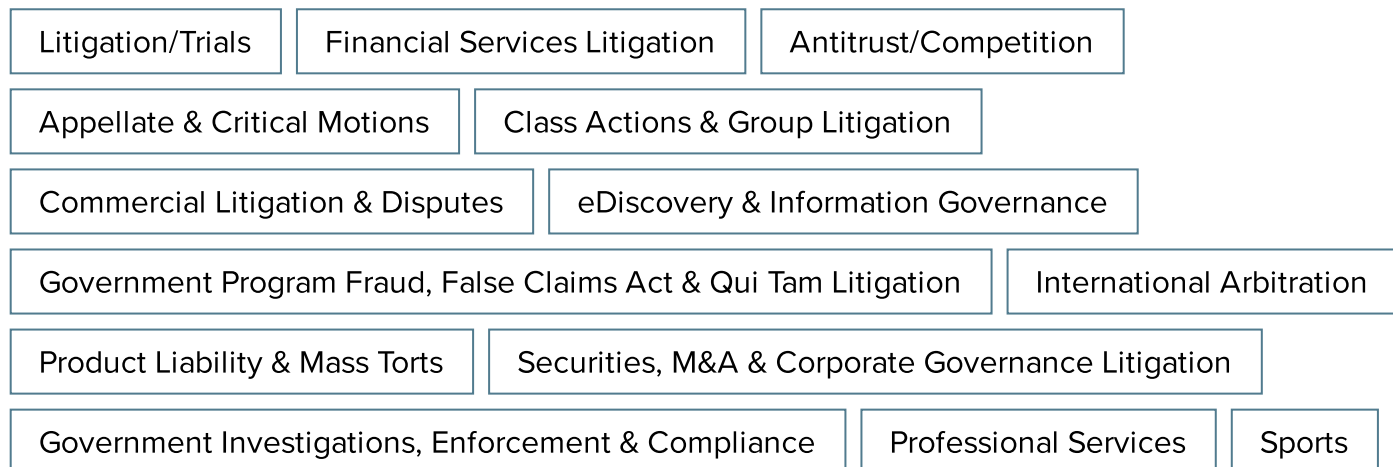 Litigation/Trials Financial Services Litigation Antitrust/Competition
Appellate & Critical Motions Class Actions & Group Litigation
Commercial Litigation & Disputes eDiscovery & Information Governance
Government Program Fraud, False Claims Act & Qui Tam Litigation International Arbitration
Product Liability & Mass Torts Securities, M&A & Corporate Governance Litigation
Government Investigations, Enforcement & Compliance Professional Services Sports